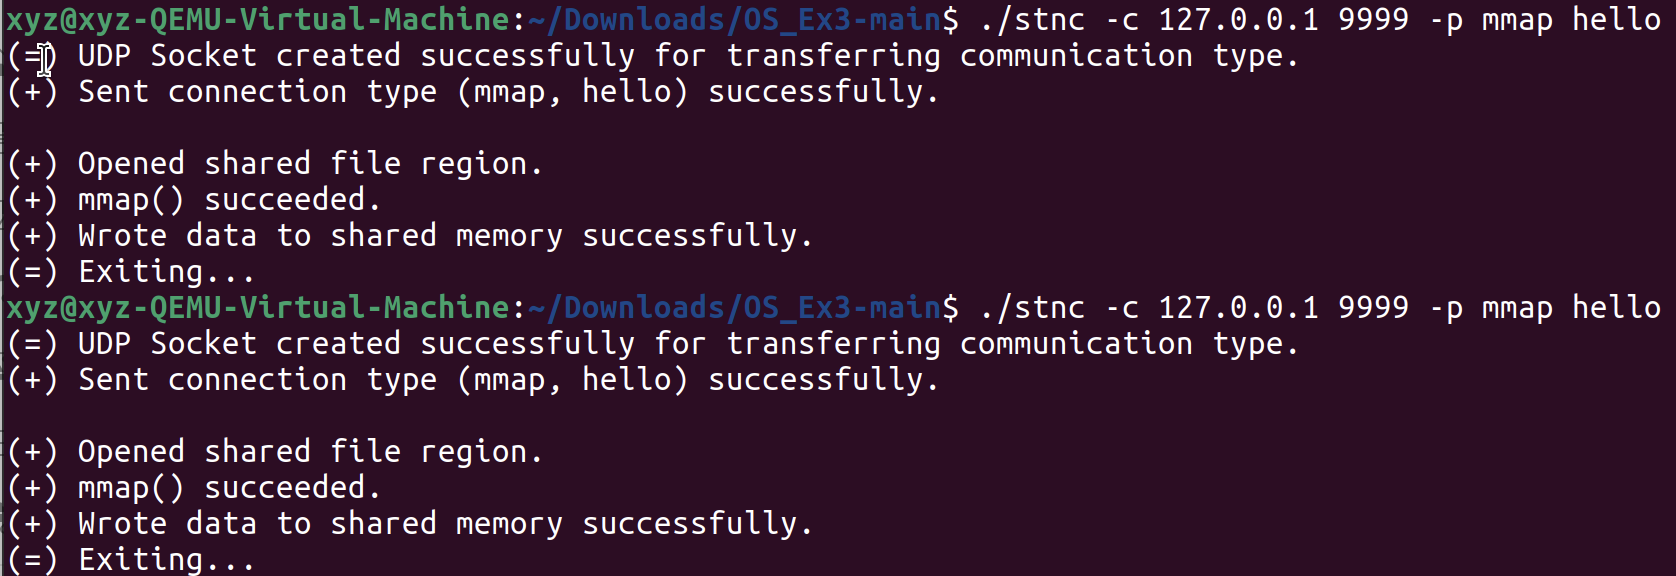 xyz@xyz-QEMU-Virtual-Machine:~/Downloads/OS_Ex3-main$ ./stnc -c 127.0.0.1 9999 -p mmap hello
(=) UDP Socket created successfully for transferring communication type.
(+) Sent connection type (mmap, hello) successfully.

(+) Opened shared file region.
(+) mmap() succeeded.
(+) Wrote data to shared memory successfully.
(=) Exiting...
xyz@xyz-QEMU-Virtual-Machine:~/Downloads/OS_Ex3-main$ ./stnc -c 127.0.0.1 9999 -p mmap hello
(=) UDP Socket created successfully for transferring communication type.
(+) Sent connection type (mmap, hello) successfully.

(+) Opened shared file region.
(+) mmap() succeeded.
(+) Wrote data to shared memory successfully.
(=) Exiting...